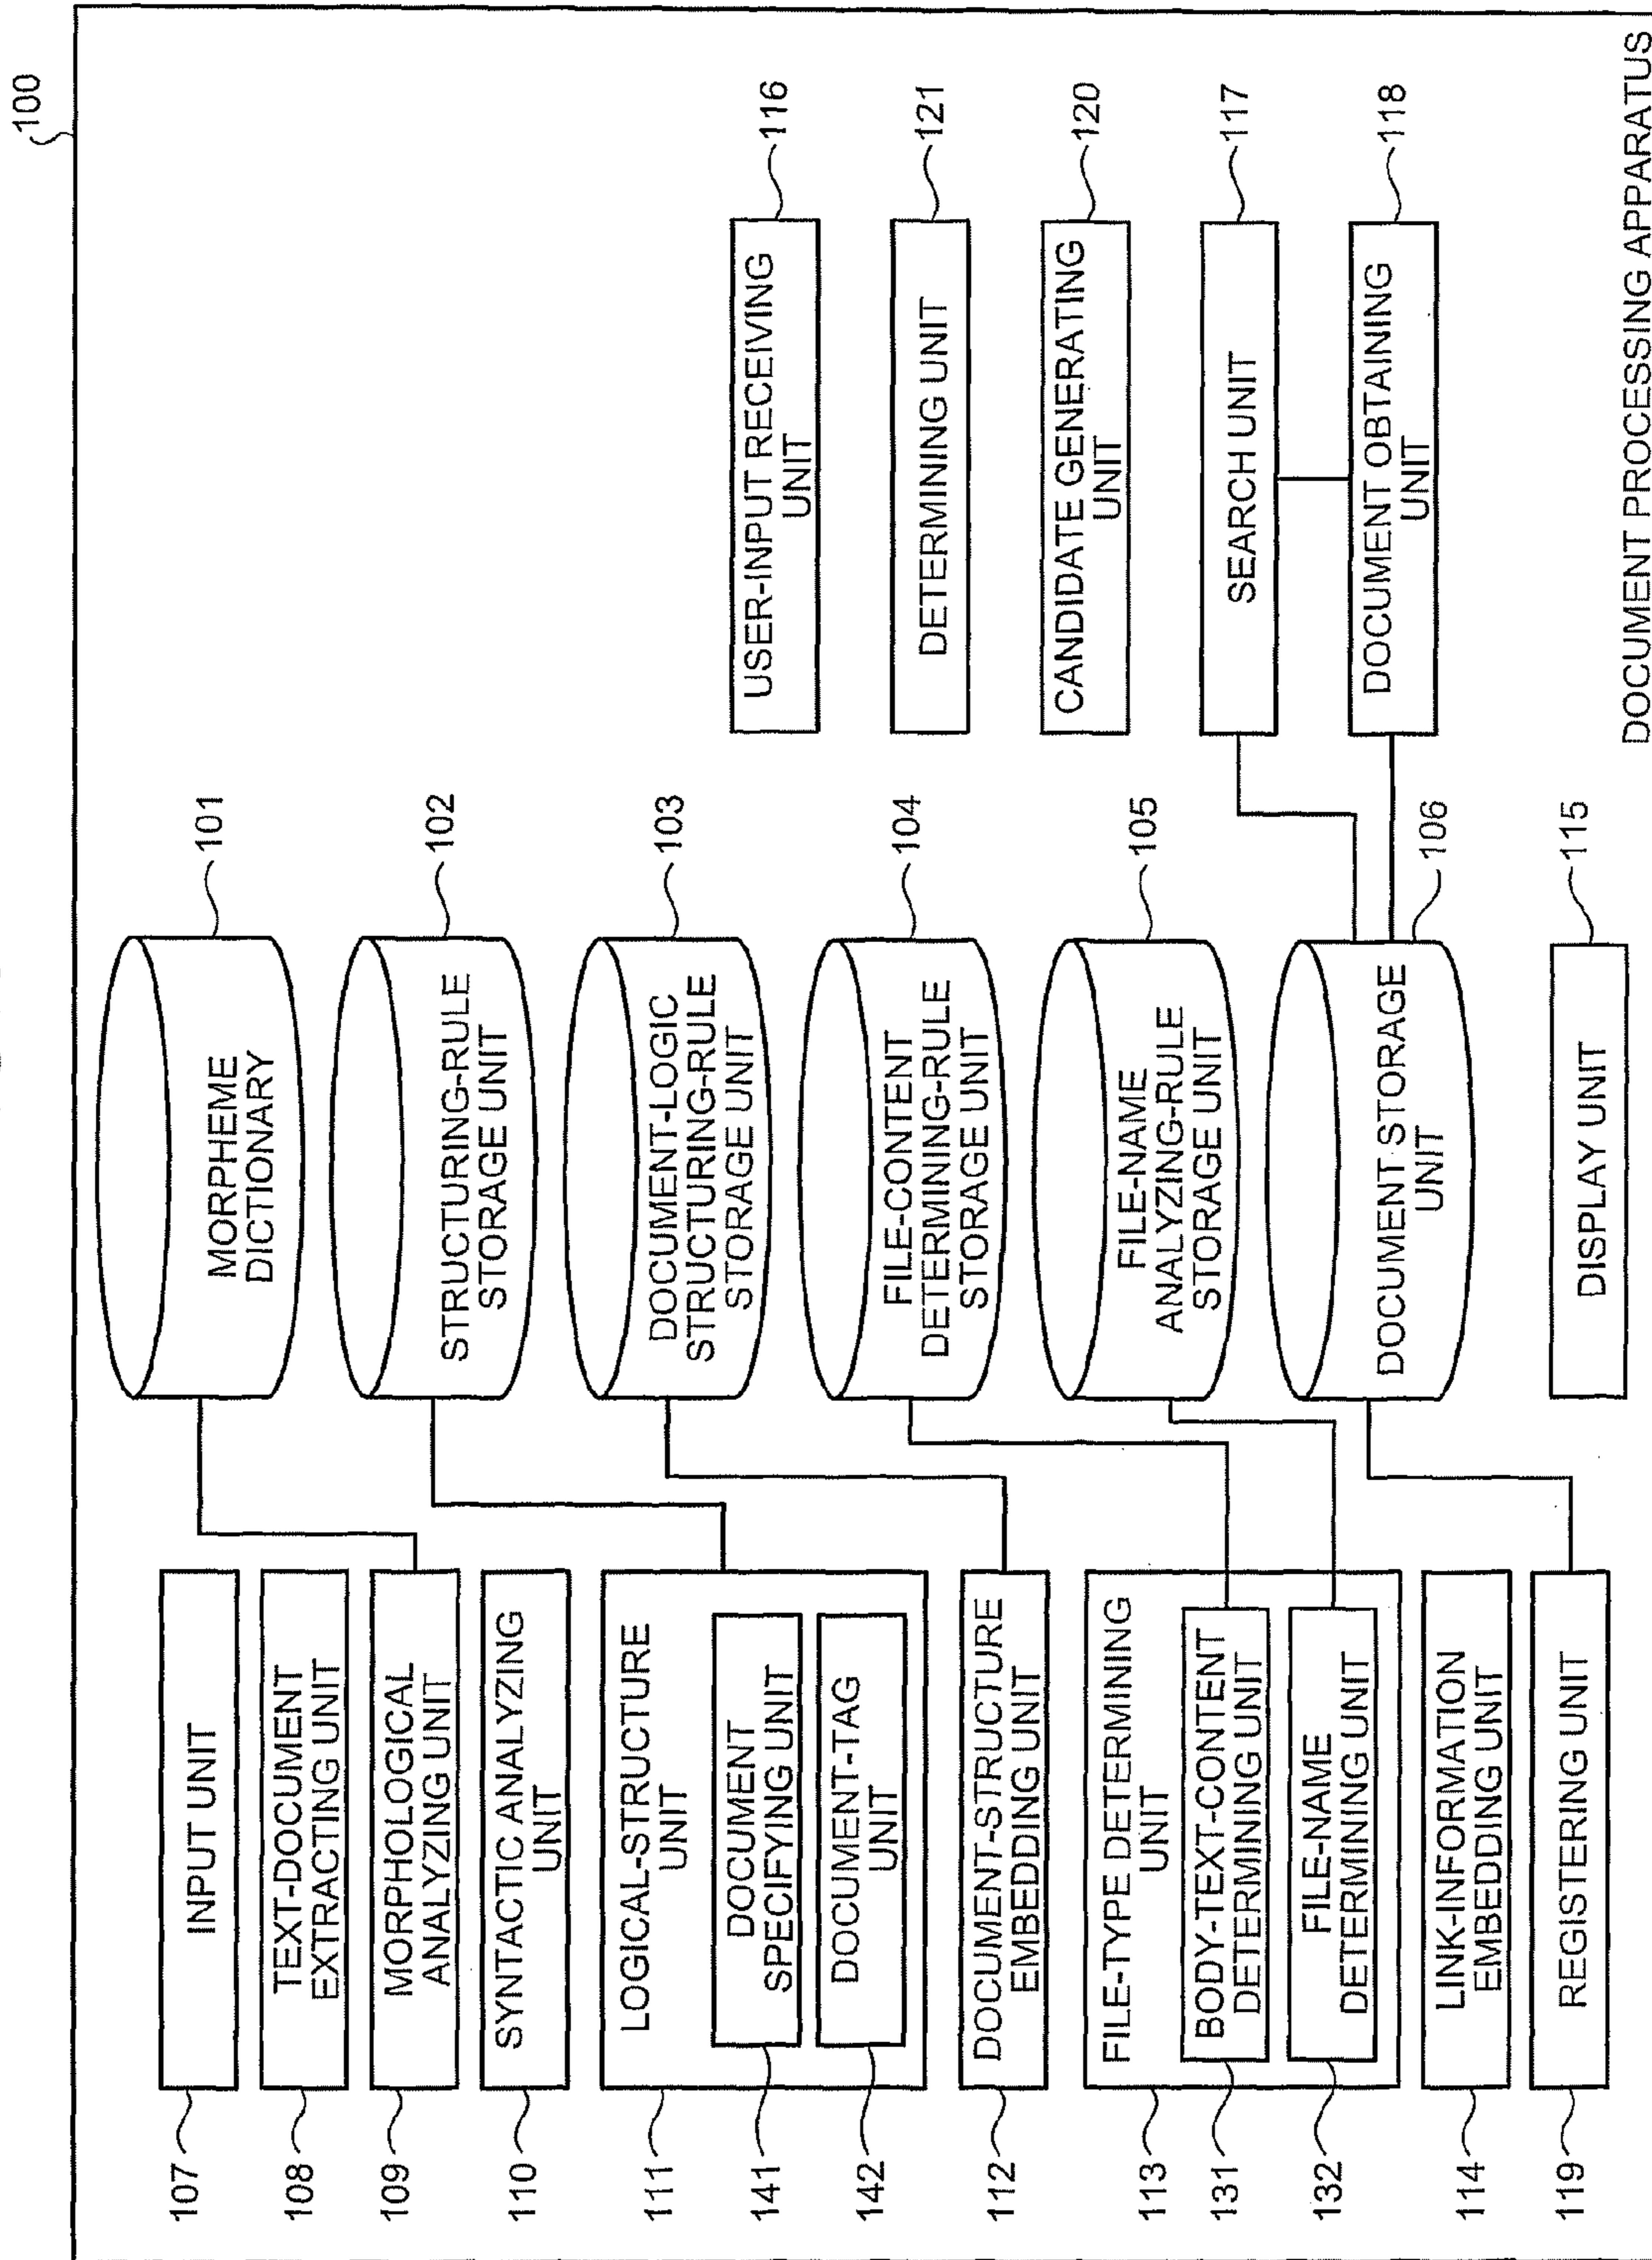 100
107
INPUT UNIT
108
TEXT-DOCUMENT
EXTRACTING UNIT
109
MORPHOLOGICAL
ANALYZING UNIT
110
SYNTACTIC ANALYZING
UNIT
111
LOGICAL-STRUCTURE
UNIT
141
DOCUMENT
SPECIFYING UNIT
142
DOCUMENT-TAG
UNIT
112
DOCUMENT-STRUCTURE
EMBEDDING UNIT
113
FILE-TYPE DETERMINING
UNIT
131
BODY-TEXT-CONTENT
DETERMINING UNIT
132
FILE-NAME
DETERMINING UNIT
114
LINK-INFORMATION
EMBEDDING UNIT
119
REGISTERING UNIT
101
MORPHEME
DICTIONARY
102
STRUCTURING-RULE
STORAGE UNIT
103
DOCUMENT-LOGIC
STRUCTURING-RULE
STORAGE UNIT
104
FILE-CONTENT
DETERMINING-RULE
STORAGE UNIT
105
FILE-NAME
ANALYZING-RULE
STORAGE UNIT
106
DOCUMENT STORAGE
UNIT
115
DISPLAY UNIT
116
USER-INPUT RECEIVING
UNIT
121
DETERMINING UNIT
120
CANDIDATE GENERATING
UNIT
117
SEARCH UNIT
118
DOCUMENT OBTAINING
UNIT
DOCUMENT PROCESSING APPARATUS